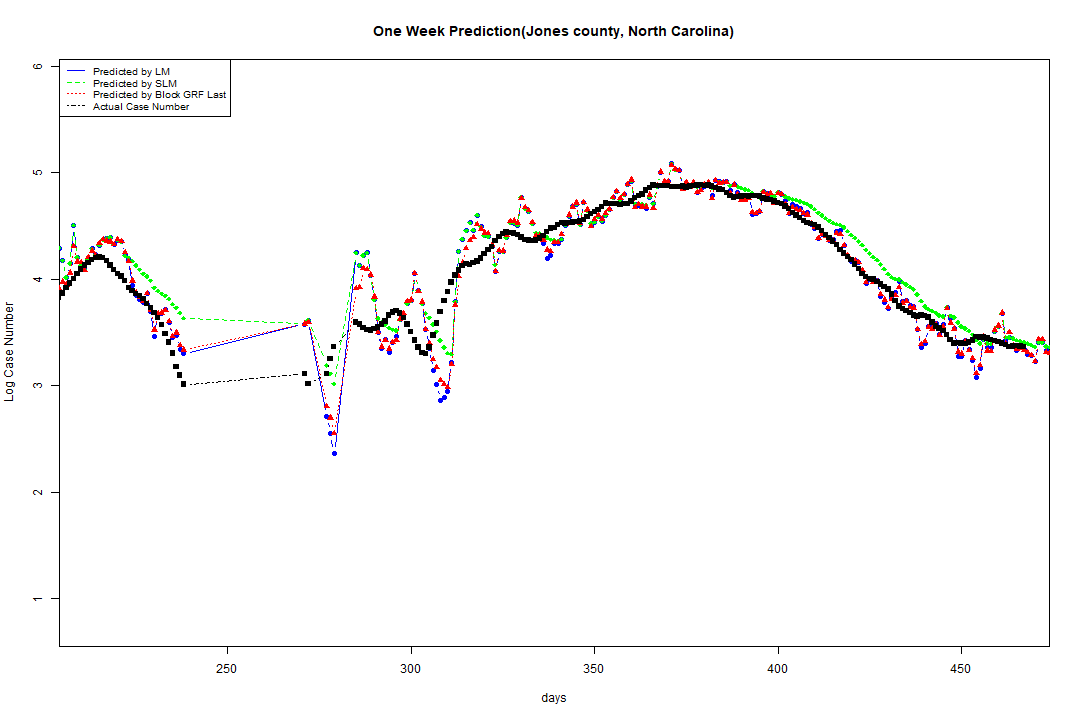 One Week Prediction(Jones county, North Carolina)
Predicted by LM
Predicted by SLM
Predicted by Block GRF Last
Actual Case Number
6
5
4
3
2
1
Log Case Number
250 300 350 400 450
days